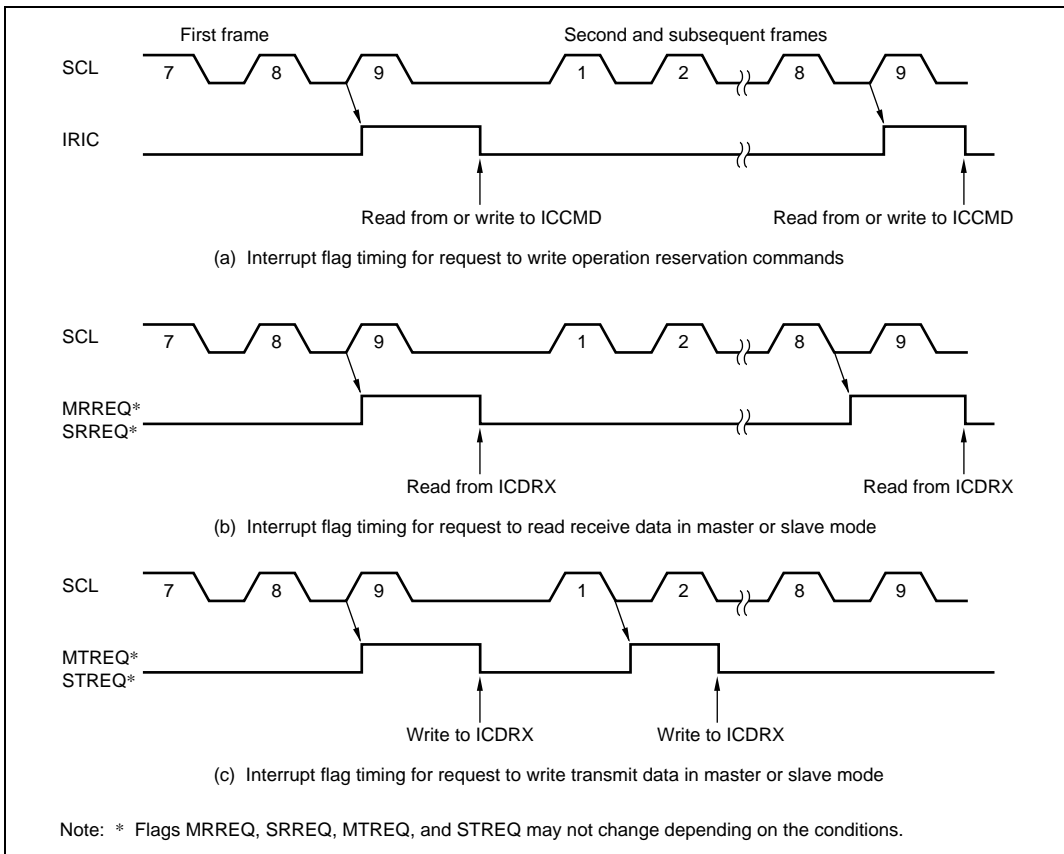 First frame Second and subsequent frames
SCL 7 8 9 1 2 8 9
IRIC
Read from or write to ICCMD Read from or write to ICCMD
(a) Interrupt flag timing for request to write operation reservation commands
SCL 7 8 9 1 2 8 9
MRREQ*
SRREQ*
Read from ICDRX Read from ICDRX
(b) Interrupt flag timing for request to read receive data in master or slave mode
SCL 7 8 9 1 2 8 9
MTREQ*
STREQ*
Write to ICDRX Write to ICDRX
(c) Interrupt flag timing for request to write transmit data in master or slave mode
Note: * Flags MRREQ, SRREQ, MTREQ, and STREQ may not change depending on the conditions.